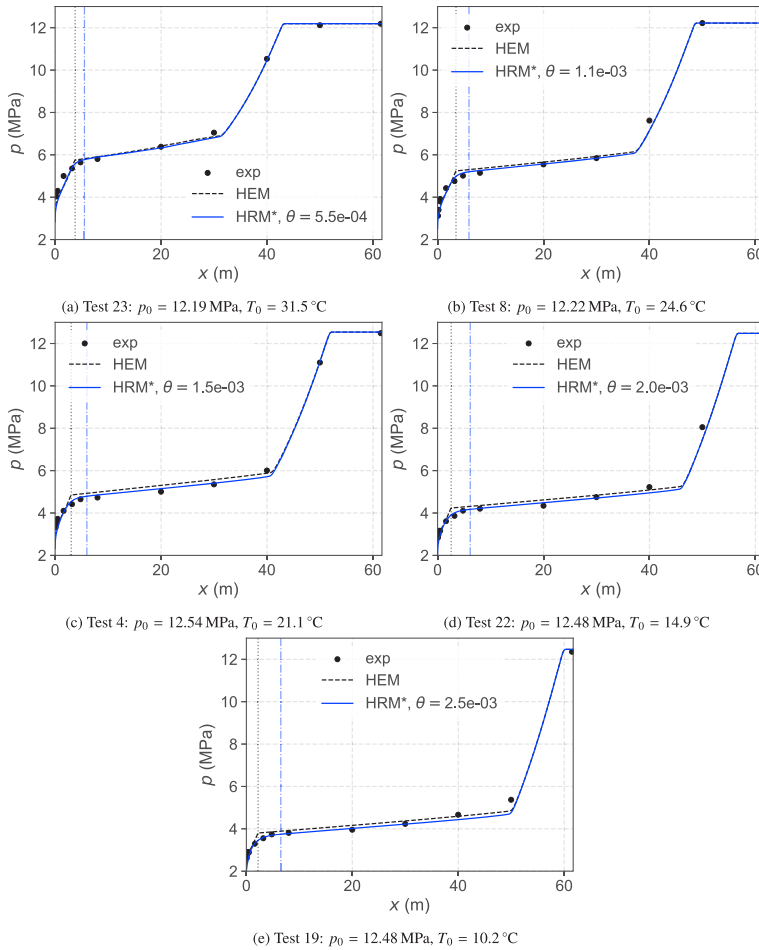 12
10
8
6
4
2
p (MPa)
exp
HEM
HRM*, θ = 5.5e-04
0
20
40
60
x (m)
(a) Test 23: p₀ = 12.19 MPa, T₀ = 31.5 °C
12
10
8
6
4
2
p (MPa)
exp
HEM
HRM*, θ = 1.1e-03
0
20
40
60
x (m)
(b) Test 8: p₀ = 12.22 MPa, T₀ = 24.6 °C
12
10
8
6
4
2
p (MPa)
exp
HEM
HRM*, θ = 1.5e-03
0
20
40
60
x (m)
(c) Test 4: p₀ = 12.54 MPa, T₀ = 21.1 °C
12
10
8
6
4
2
p (MPa)
exp
HEM
HRM*, θ = 2.0e-03
0
20
40
60
x (m)
(d) Test 22: p₀ = 12.48 MPa, T₀ = 14.9 °C
12
10
8
6
4
2
p (MPa)
exp
HEM
HRM*, θ = 2.5e-03
0
20
40
60
x (m)
(e) Test 19: p₀ = 12.48 MPa, T₀ = 10.2 °C